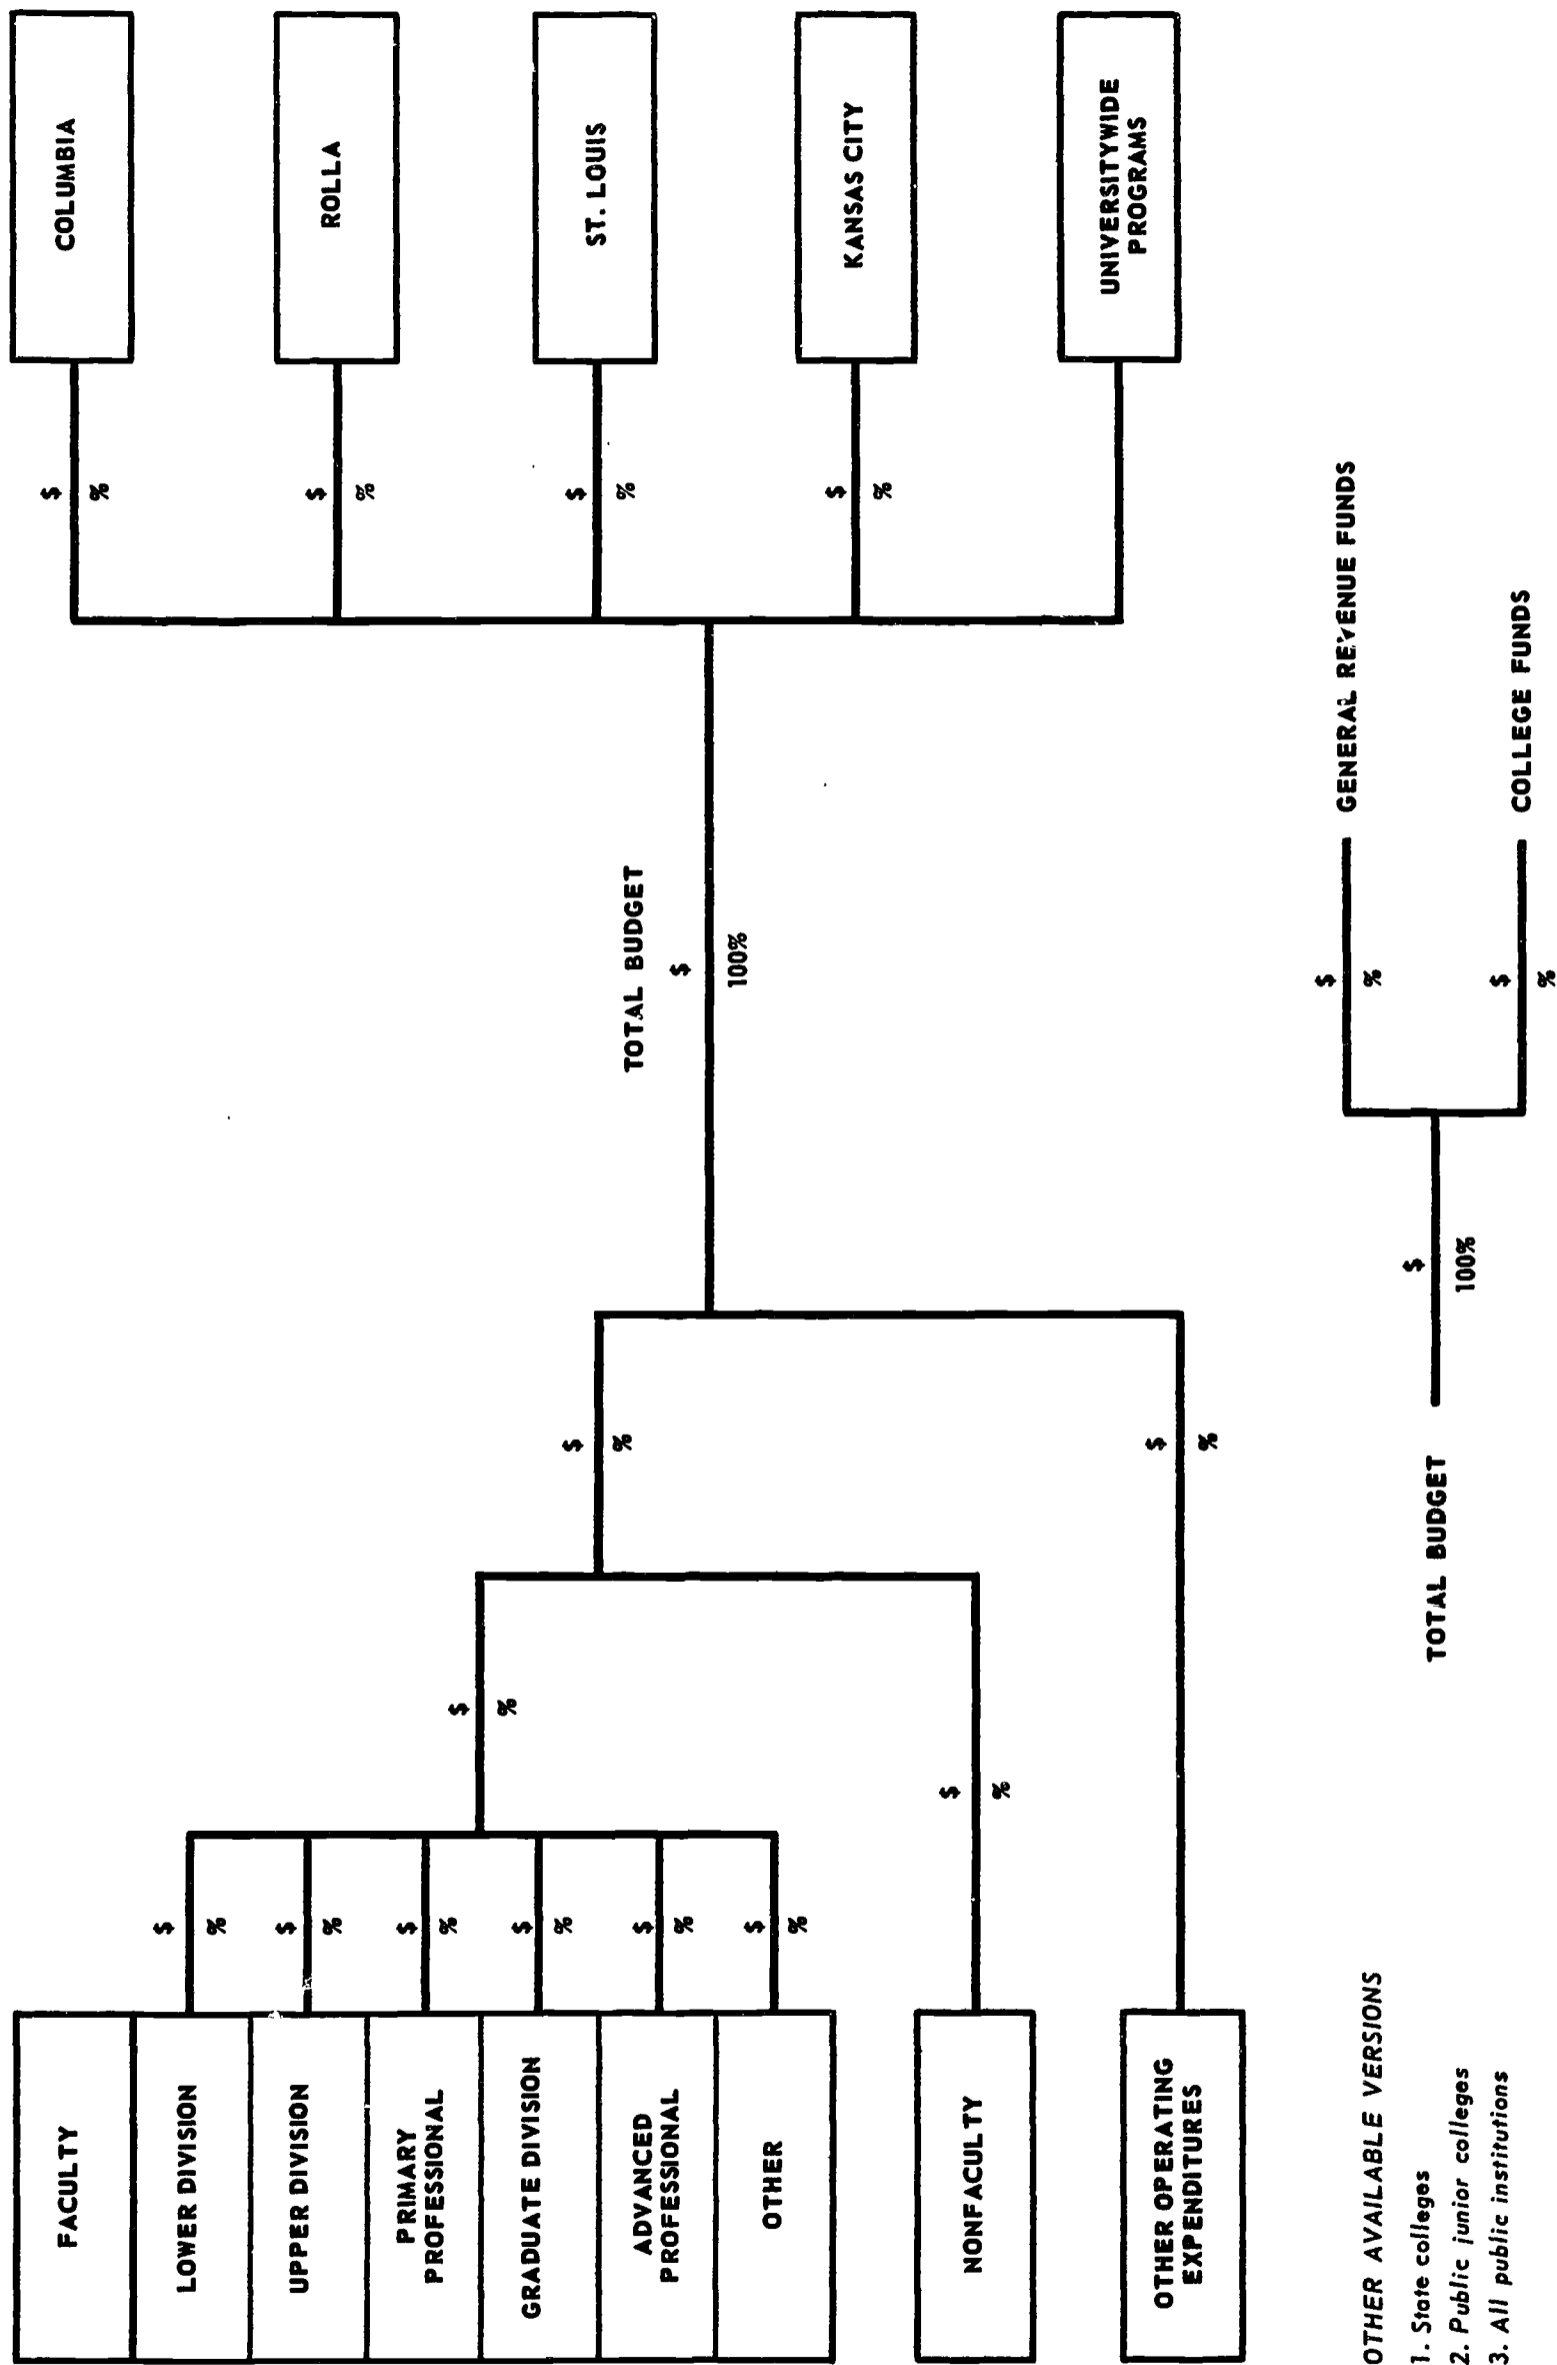 FACULTY
LOWER DIVISION
$
%
UPPER DIVISION
$
%
PRIMARY
PROFESSIONAL
$
%
GRADUATE DIVISION
$
%
ADVANCED
PROFESSIONAL
$
%
OTHER
$
%
$
%
NONFACULTY
$
%
$
%
OTHER OPERATING
EXPENDITURES
$
%
TOTAL BUDGET
$
100%
$
%
COLUMBIA
$
%
ROLLA
$
%
ST. LOUIS
$
%
KANSAS CITY
UNIVERSITYWIDE
PROGRAMS
OTHER AVAILABLE VERSIONS
1. State colleges
2. Public junior colleges
3. All public institutions
TOTAL BUDGET
$
100%
$
%
GENERAL REVENUE FUNDS
$
%
COLLEGE FUNDS